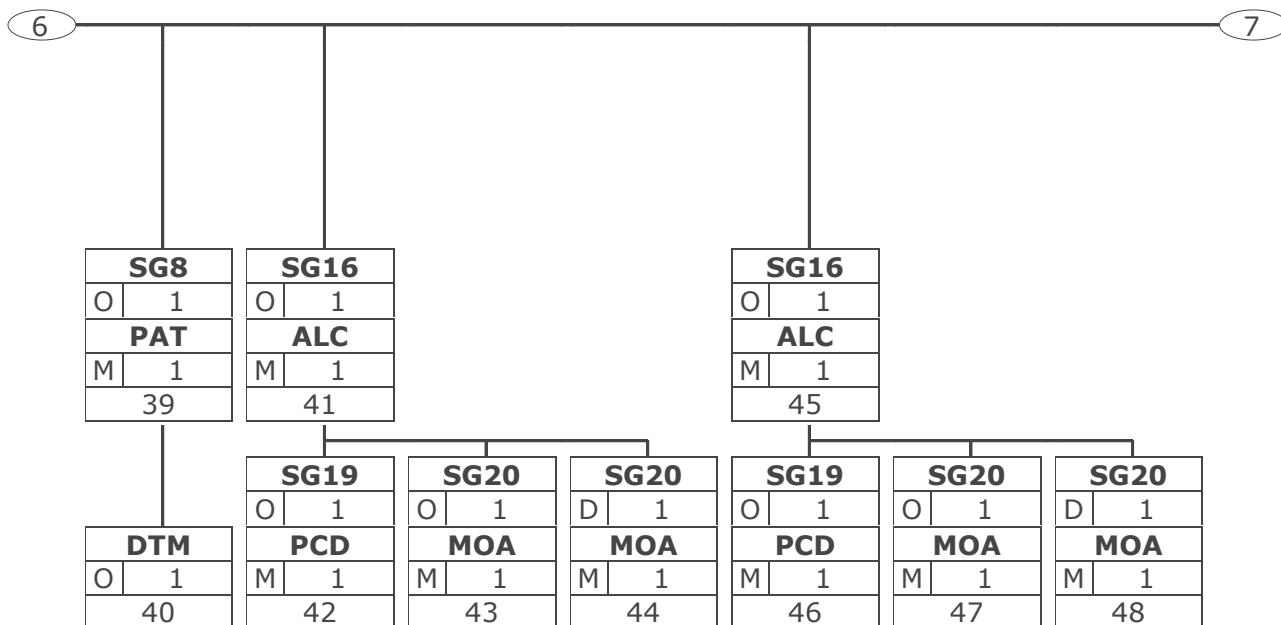 6 7
SG8 SG16 SG16
O 1 O 1 O 1
PAT ALC ALC
M 1 M 1 M 1
39 41 45
SG19 SG20 SG20 SG19 SG20 SG20
O 1 O 1 D 1 O 1 O 1 D 1
DTM PCD MOA MOA PCD MOA MOA
O 1 M 1 M 1 M 1 M 1 M 1 M 1
40 42 43 44 46 47 48